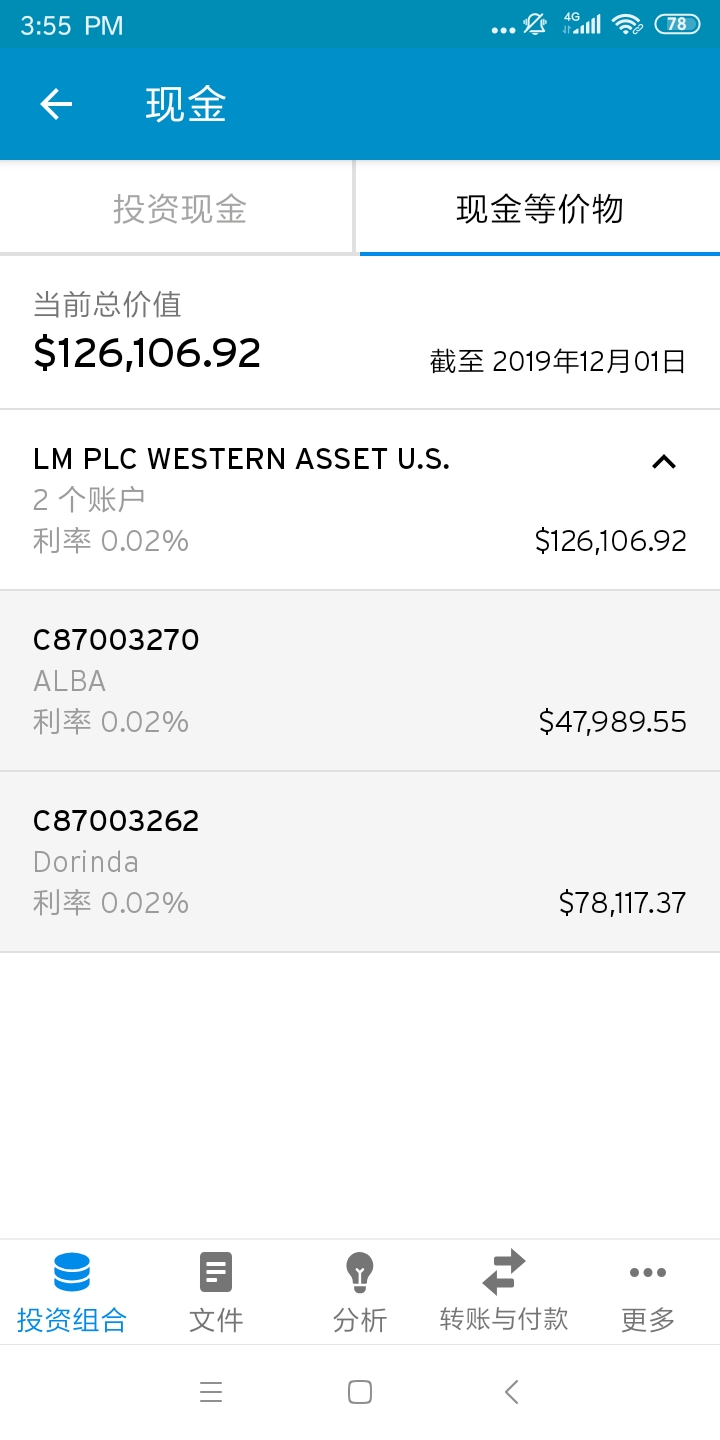 3:55 PM
4G
78
现金
投资现金
现金等价物
当前总价值
$126,106.92
截至 2019年12月01日
LM PLC WESTERN ASSET U.S.
2 个账户
利率 0.02%
$126,106.92
C87003270
ALBA
利率 0.02%
$47,989.55
C87003262
Dorinda
利率 0.02%
$78,117.37
投资组合
文件
分析
转账与付款
更多